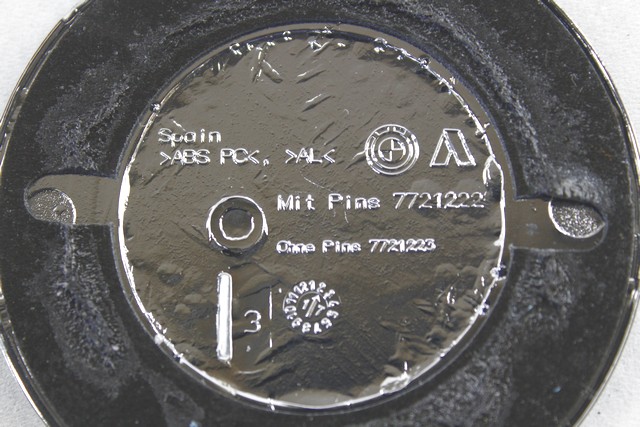 Spain
>ABS PC<, >AL<
Mit Pins 7721222
Ohne Pins 7721223
3